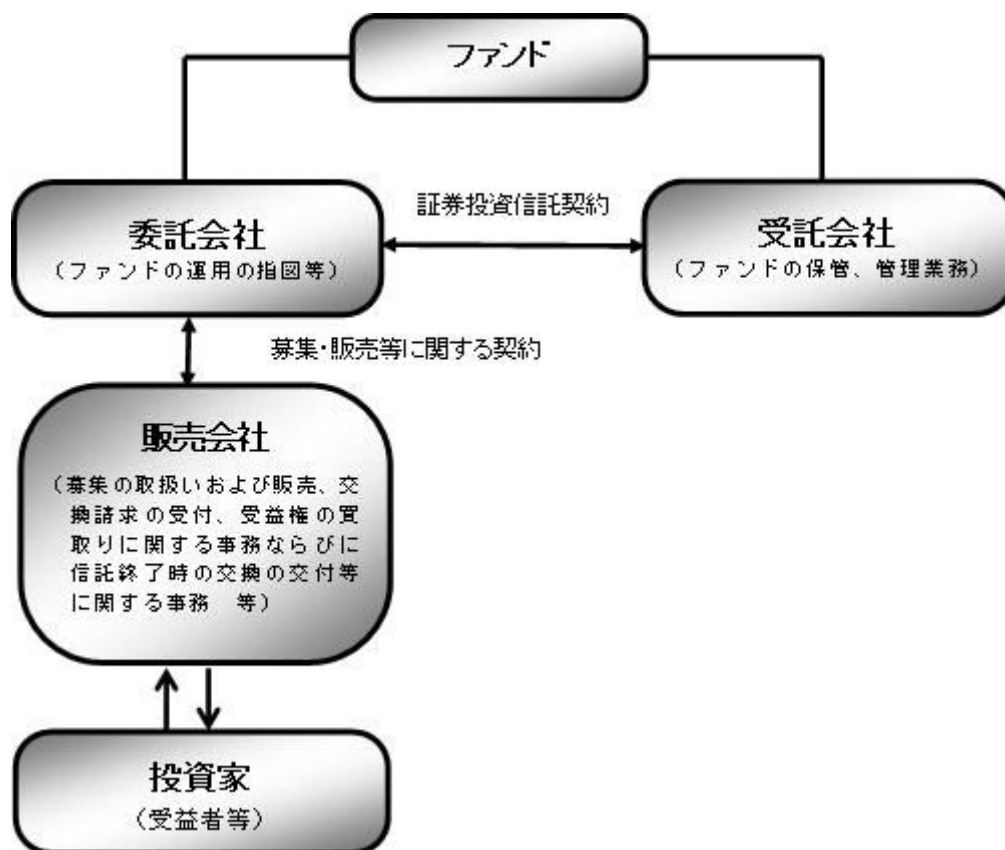 ファンド
証券投資信託契約
委託会社
(ファンドの運用の指図等)
受託会社
(ファンドの保管、管理業務)
募集・販売等に関する契約
販売会社
(募集の取扱いおよび販売、交
換請求の受付、受益権の買
取りに関する事務ならびに
信託終了時の交換の交付等
に関する事務　等)
投資家
(受益者等)